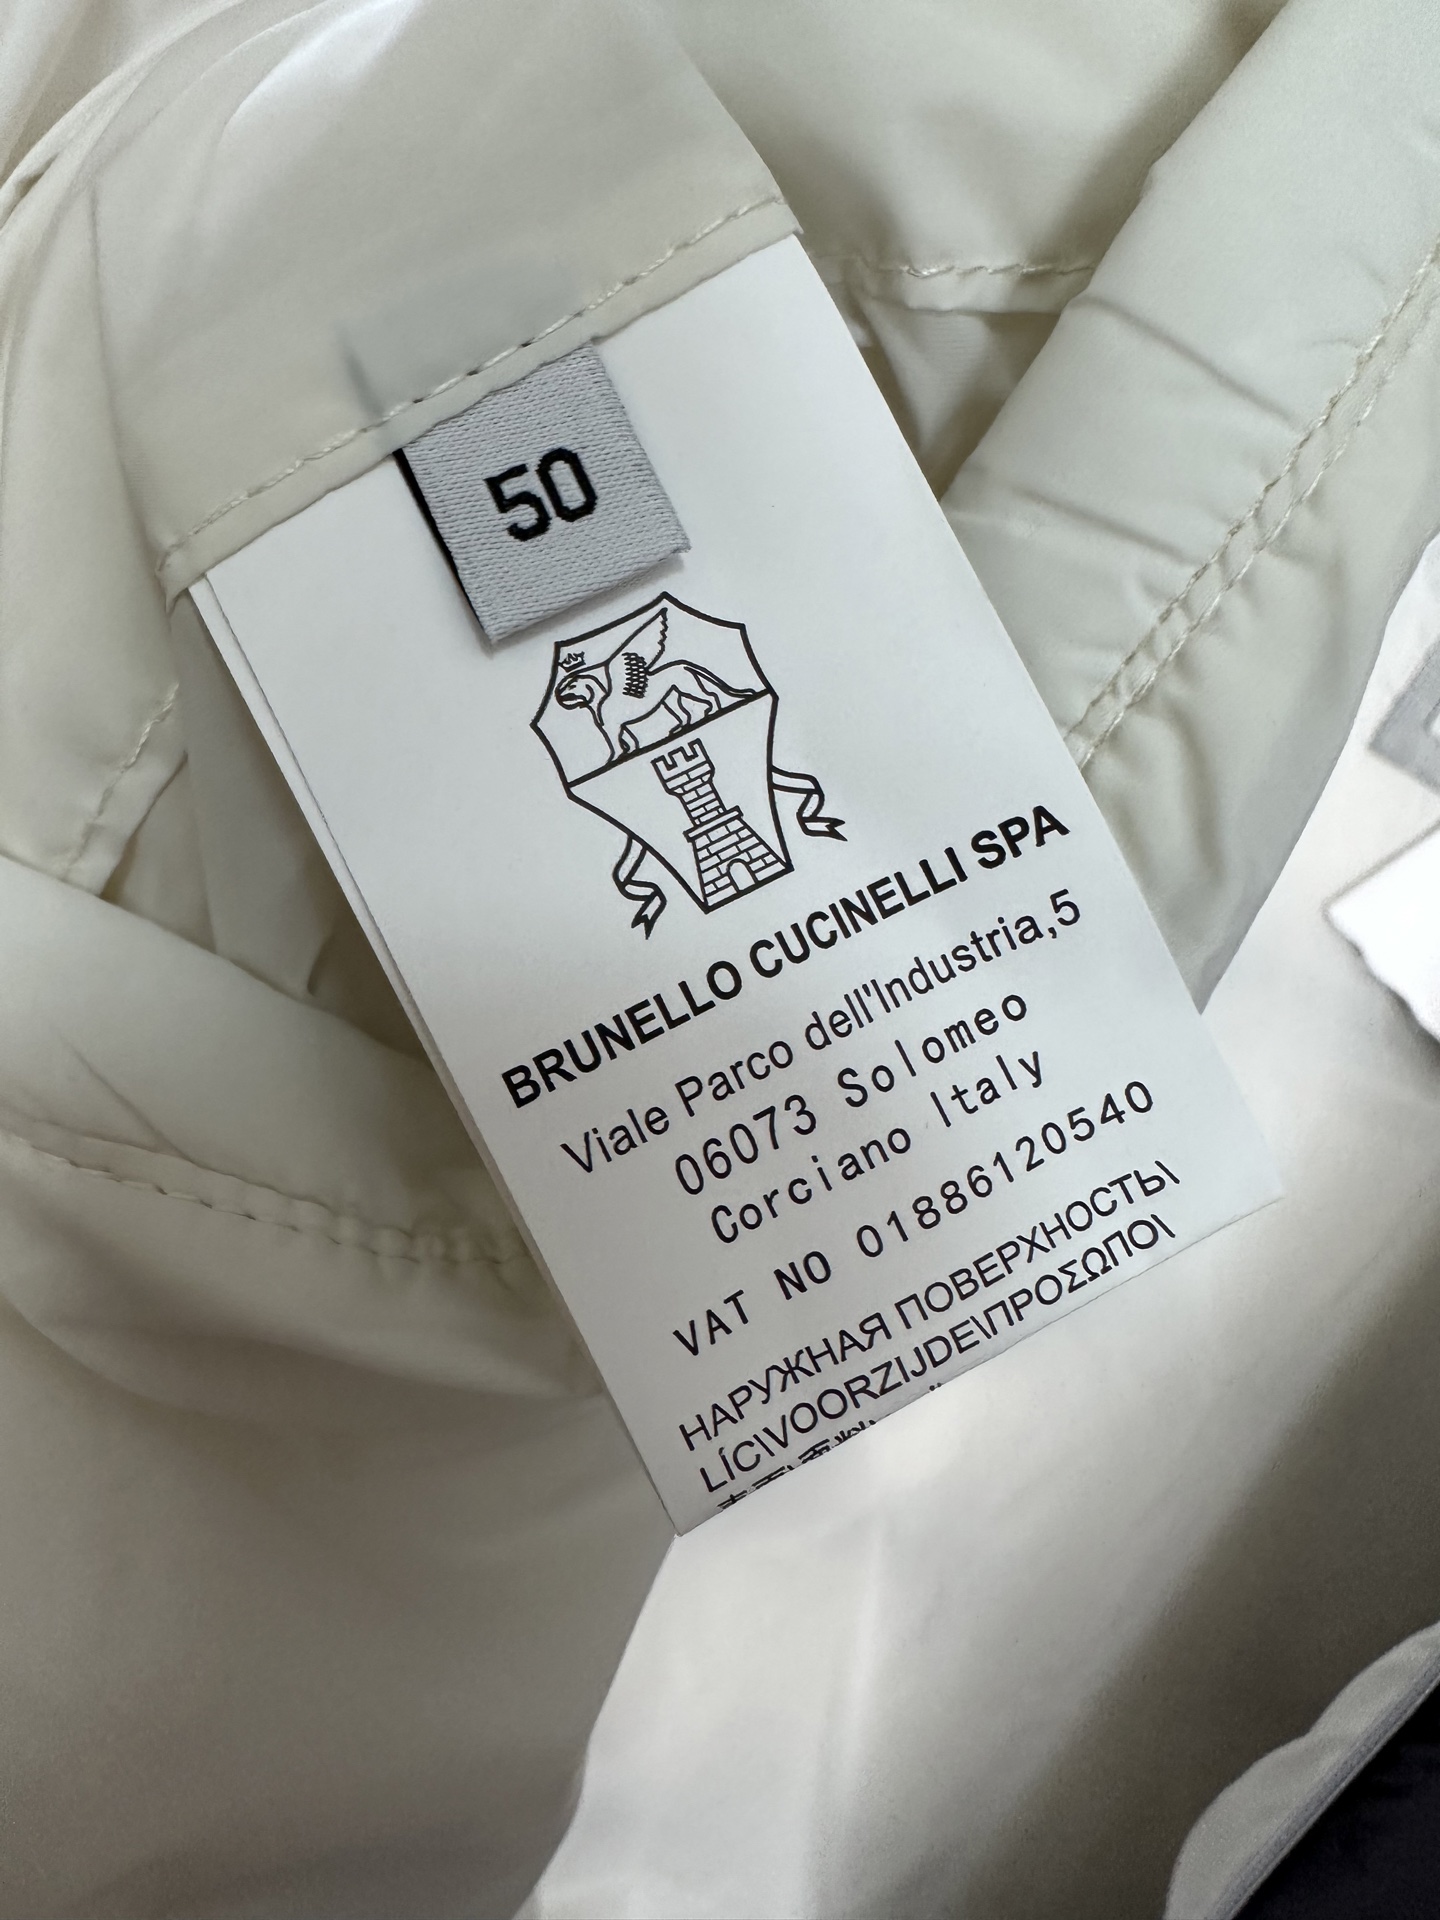 50
BRUNELLO CUCINELLI SPA
Viale Parco dell'Industria,5
06073 Solomeo
Corciano Italy
VAT NO 01886120540
НАРУЖНАЯ ПОВЕРХНОСТЬ\
LÍC\VOORZIJDE\ΠΡΟΣΩΠΟ\